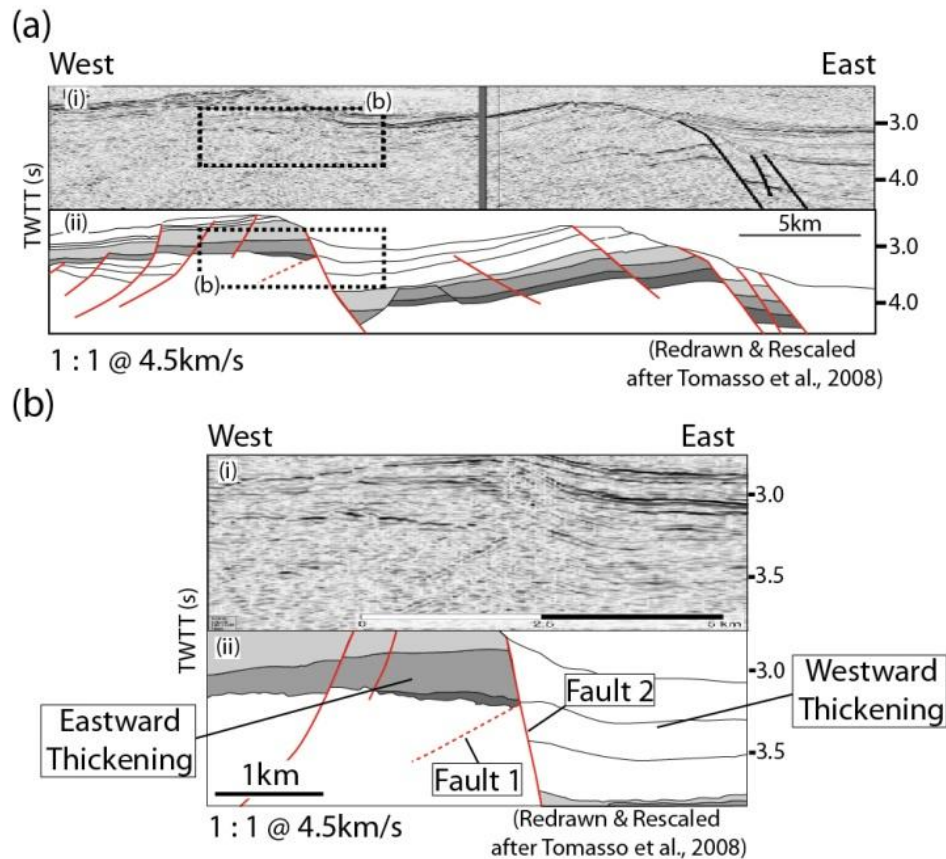 (a)
West
East
(i)
(b)
3.0
4.0
TWTT (s)
(ii)
(b)
5km
3.0
4.0
1 : 1 @ 4.5km/s
(Redrawn & Rescaled
after Tomasso et al., 2008)
(b)
West
East
(i)
3.0
3.5
0
2.5
5 km
TWTT (s)
(ii)
3.0
3.5
Eastward
Thickening
Westward
Thickening
Fault 2
Fault 1
1km
1 : 1 @ 4.5km/s
(Redrawn & Rescaled
after Tomasso et al., 2008)